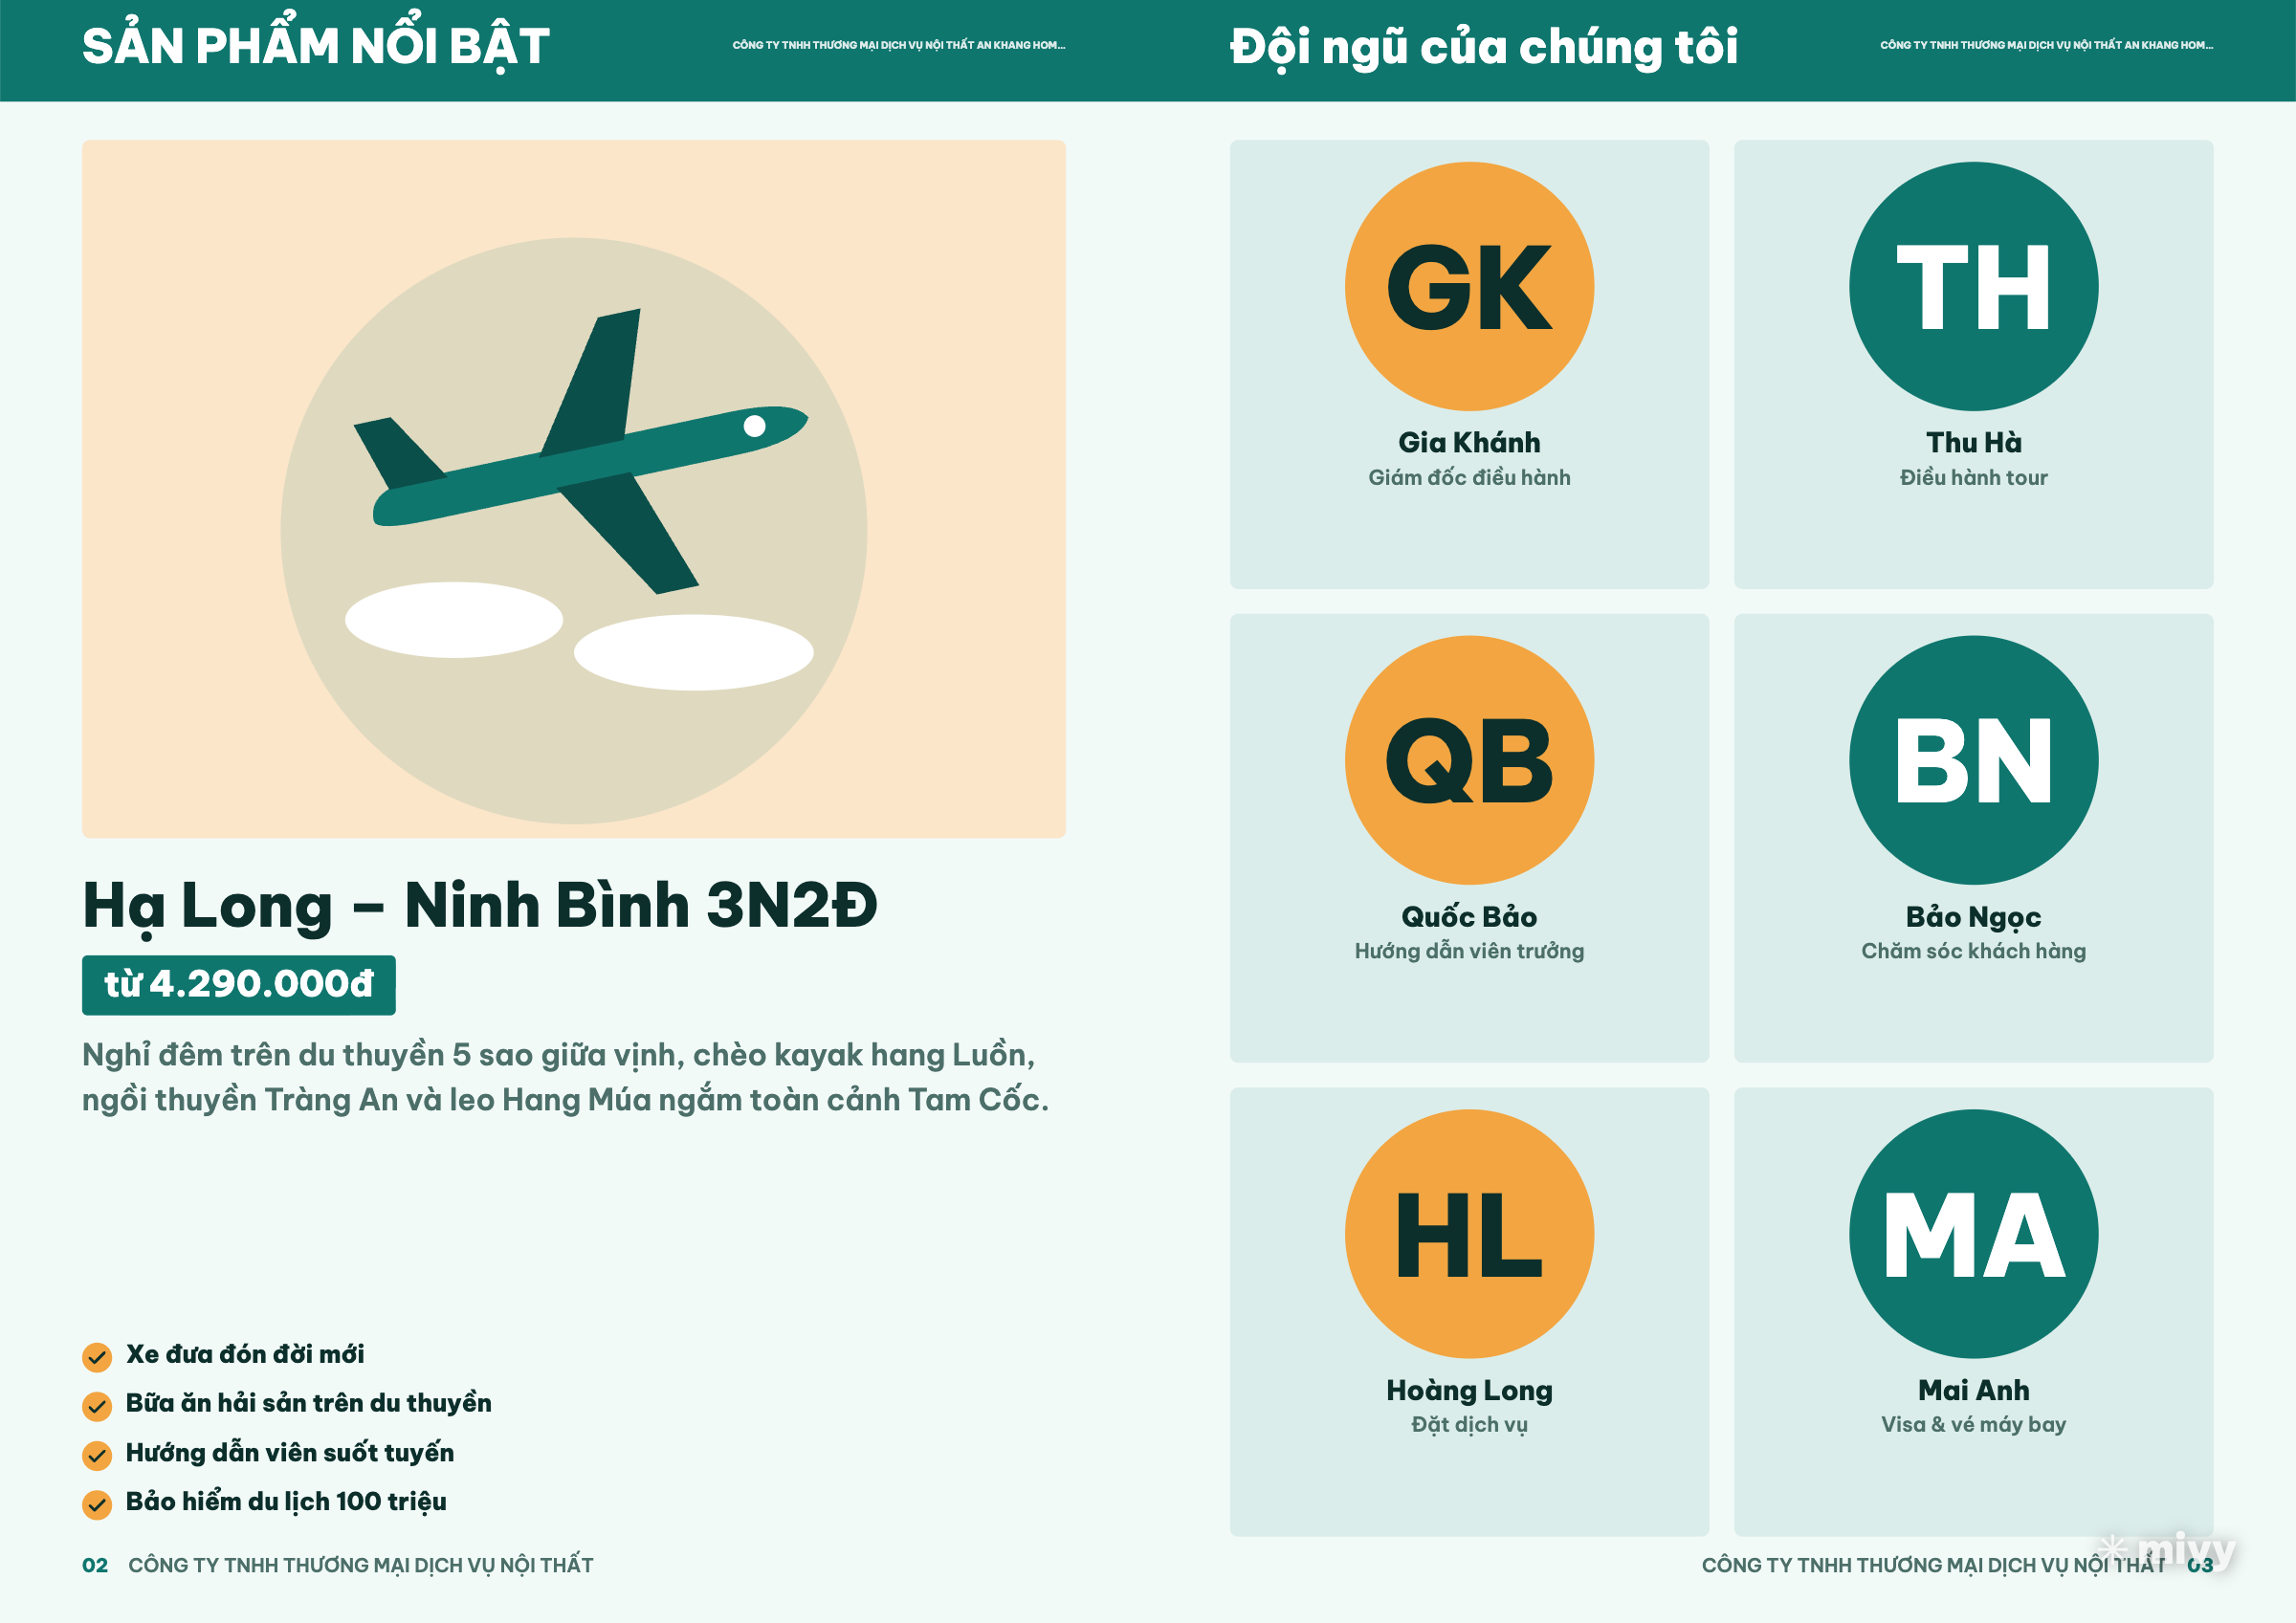 SẢN PHẨM NỔI BẬT
CÔNG TY TNHH THƯƠNG MẠI DỊCH VỤ NỘI THẤT AN KHANG HOM...
Hạ Long – Ninh Bình 3N2Đ
từ 4.290.000đ
Nghỉ đêm trên du thuyền 5 sao giữa vịnh, chèo kayak hang Luồn,
ngồi thuyền Tràng An và leo Hang Múa ngắm toàn cảnh Tam Cốc.
Xe đưa đón đời mới
Bữa ăn hải sản trên du thuyền
Hướng dẫn viên suốt tuyến
Bảo hiểm du lịch 100 triệu
02 CÔNG TY TNHH THƯƠNG MẠI DỊCH VỤ NỘI THẤT
Đội ngũ của chúng tôi
CÔNG TY TNHH THƯƠNG MẠI DỊCH VỤ NỘI THẤT AN KHANG HOM...
GK
Gia Khánh
Giám đốc điều hành
TH
Thu Hà
Điều hành tour
QB
Quốc Bảo
Hướng dẫn viên trưởng
BN
Bảo Ngọc
Chăm sóc khách hàng
HL
Hoàng Long
Đặt dịch vụ
MA
Mai Anh
Visa & vé máy bay
CÔNG TY TNHH THƯƠNG MẠI DỊCH VỤ NỘI THẤT 03
mivy